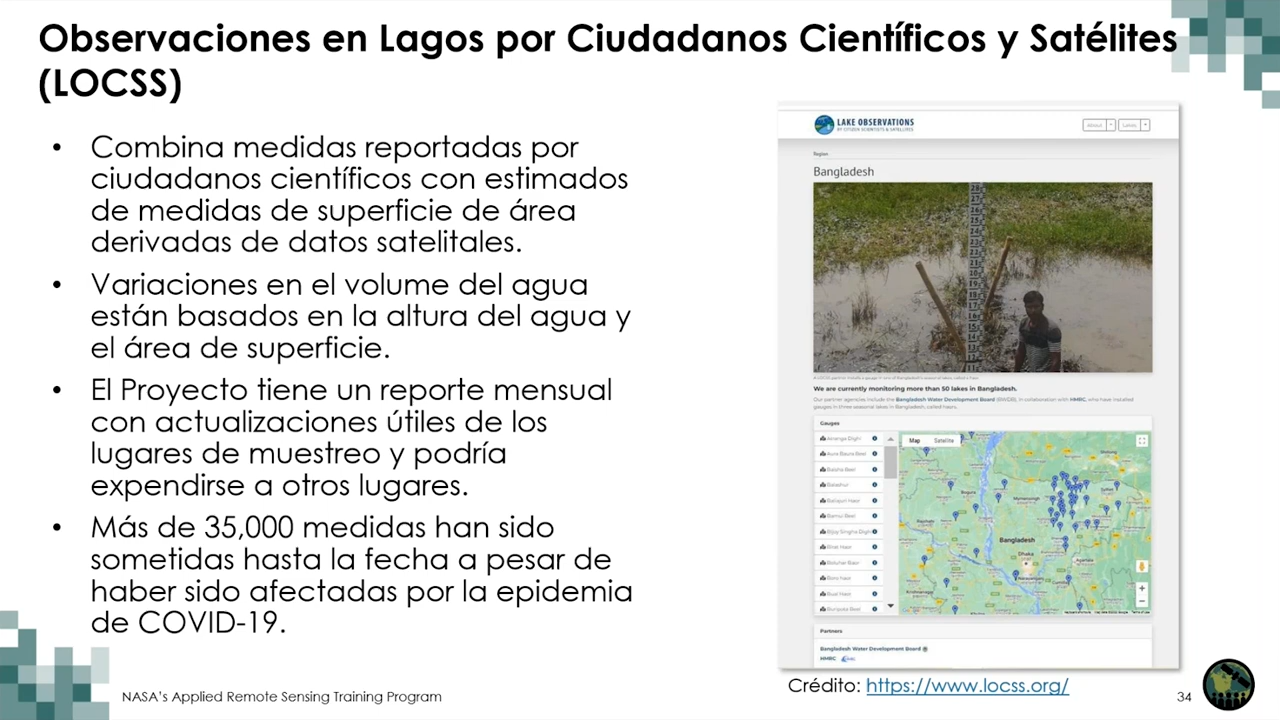 Observaciones en Lagos por Ciudadanos Científicos y Satélites
(LOCSS)
• Combina medidas reportadas por
ciudadanos científicos con estimados
de medidas de superficie de área
derivadas de datos satelitales.
• Variaciones en el volume del agua
están basados en la altura del agua y
el área de superficie.
• El Proyecto tiene un reporte mensual
con actualizaciones útiles de los
lugares de muestreo y podría
expendirse a otros lugares.
• Más de 35,000 medidas han sido
sometidas hasta la fecha a pesar de
haber sido afectadas por la epidemia
de COVID-19.
LAKE OBSERVATIONS
BY CITIZEN SCIENTISTS & SATELLITES
About
Lakes
Region
Bangladesh
We are currently monitoring more than 50 lakes in Bangladesh.
Our partner agencies include the Bangladesh Water Development Board (BWDB), in collaboration with HMRC, who have installed
gauges in three seasonal lakes in Bangladesh, called haors.
Gauges
Map Satellite
Bangladesh
Dhaka
Partners
Bangladesh Water Development Board
HMRC
Crédito: https://www.locss.org/
NASA's Applied Remote Sensing Training Program
34